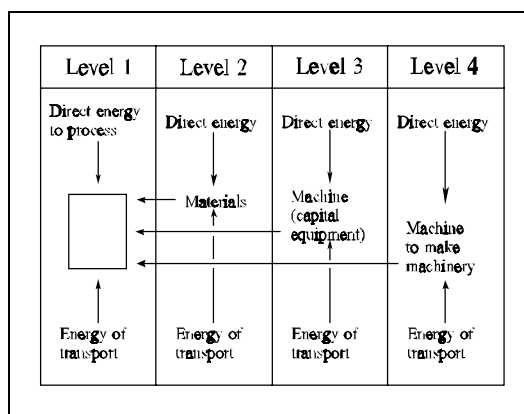 Level 1
Level 2
Level 3
Level 4
Direct energy
to process
Direct energy
Direct energy
Direct energy
Materials
Machine
(capital
equipment)
Machine
to make
machinery
Energy of
transport
Energy of
transport
Energy of
transport
Energy of
transport